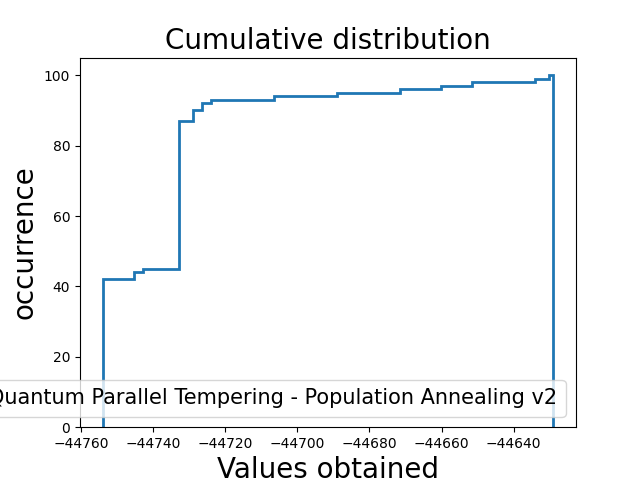 Cumulative distribution
occurrence
100
80
60
40
20
0
Quantum Parallel Tempering - Population Annealing v2
−44760 −44740 −44720 −44700 −44680 −44660 −44640
Values obtained